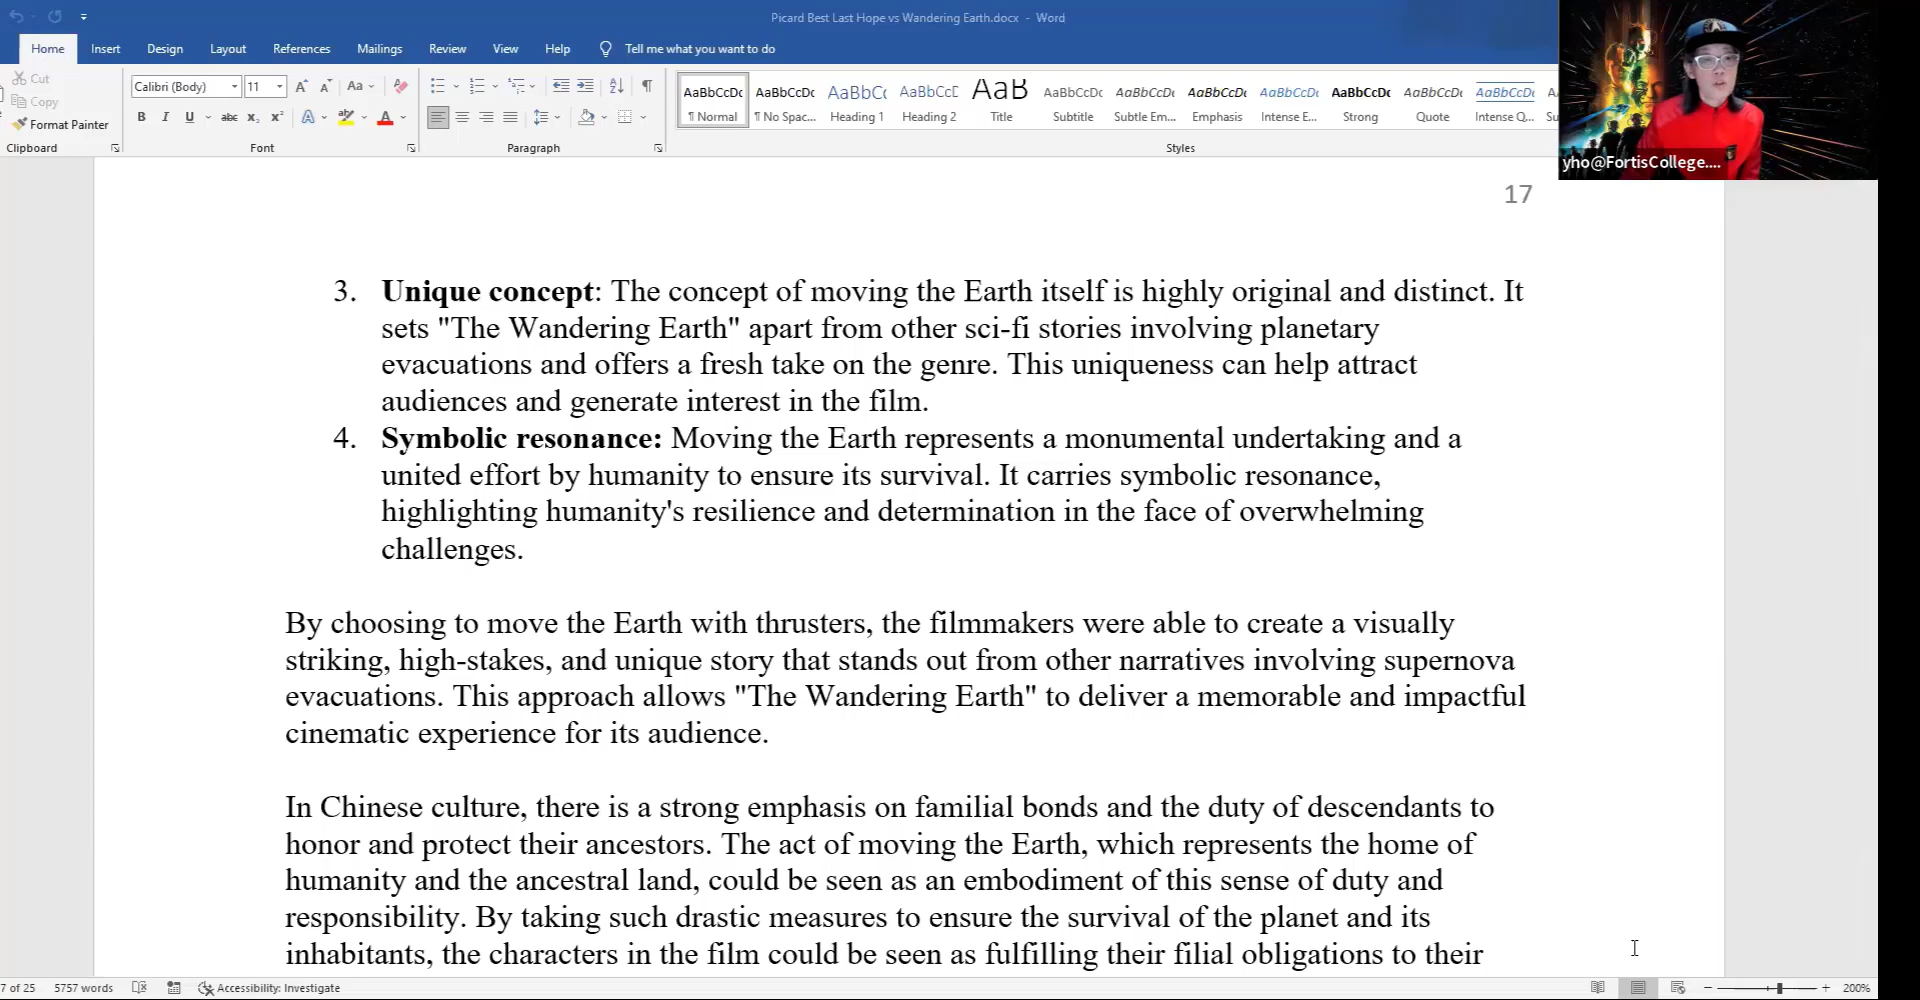 Picard Best Last Hope vs Wandering Earth.docx - Word
Home Insert Design Layout References Mailings Review View Help Tell me what you want to do
Cut
Copy
Format Painter
Calibri (Body) 11
AaBbCcDc AaBbCcDc AaBbCc AaBbCcD AaB AaBbCcDc AaBbCcDc AaBbCcDc AaBbCcDc AaBbCcDc AaBbCcDc AaBbCcDc
¶ Normal ¶ No Spac... Heading 1 Heading 2 Title Subtitle Subtle Em... Emphasis Intense E... Strong Quote Intense Q...
Clipboard Font Paragraph Styles
yho@FortisCollege....
17
3. Unique concept: The concept of moving the Earth itself is highly original and distinct. It
sets "The Wandering Earth" apart from other sci-fi stories involving planetary
evacuations and offers a fresh take on the genre. This uniqueness can help attract
audiences and generate interest in the film.
4. Symbolic resonance: Moving the Earth represents a monumental undertaking and a
united effort by humanity to ensure its survival. It carries symbolic resonance,
highlighting humanity's resilience and determination in the face of overwhelming
challenges.
By choosing to move the Earth with thrusters, the filmmakers were able to create a visually
striking, high-stakes, and unique story that stands out from other narratives involving supernova
evacuations. This approach allows "The Wandering Earth" to deliver a memorable and impactful
cinematic experience for its audience.
In Chinese culture, there is a strong emphasis on familial bonds and the duty of descendants to
honor and protect their ancestors. The act of moving the Earth, which represents the home of
humanity and the ancestral land, could be seen as an embodiment of this sense of duty and
responsibility. By taking such drastic measures to ensure the survival of the planet and its
inhabitants, the characters in the film could be seen as fulfilling their filial obligations to their
7 of 25 5757 words Accessibility: Investigate 200%